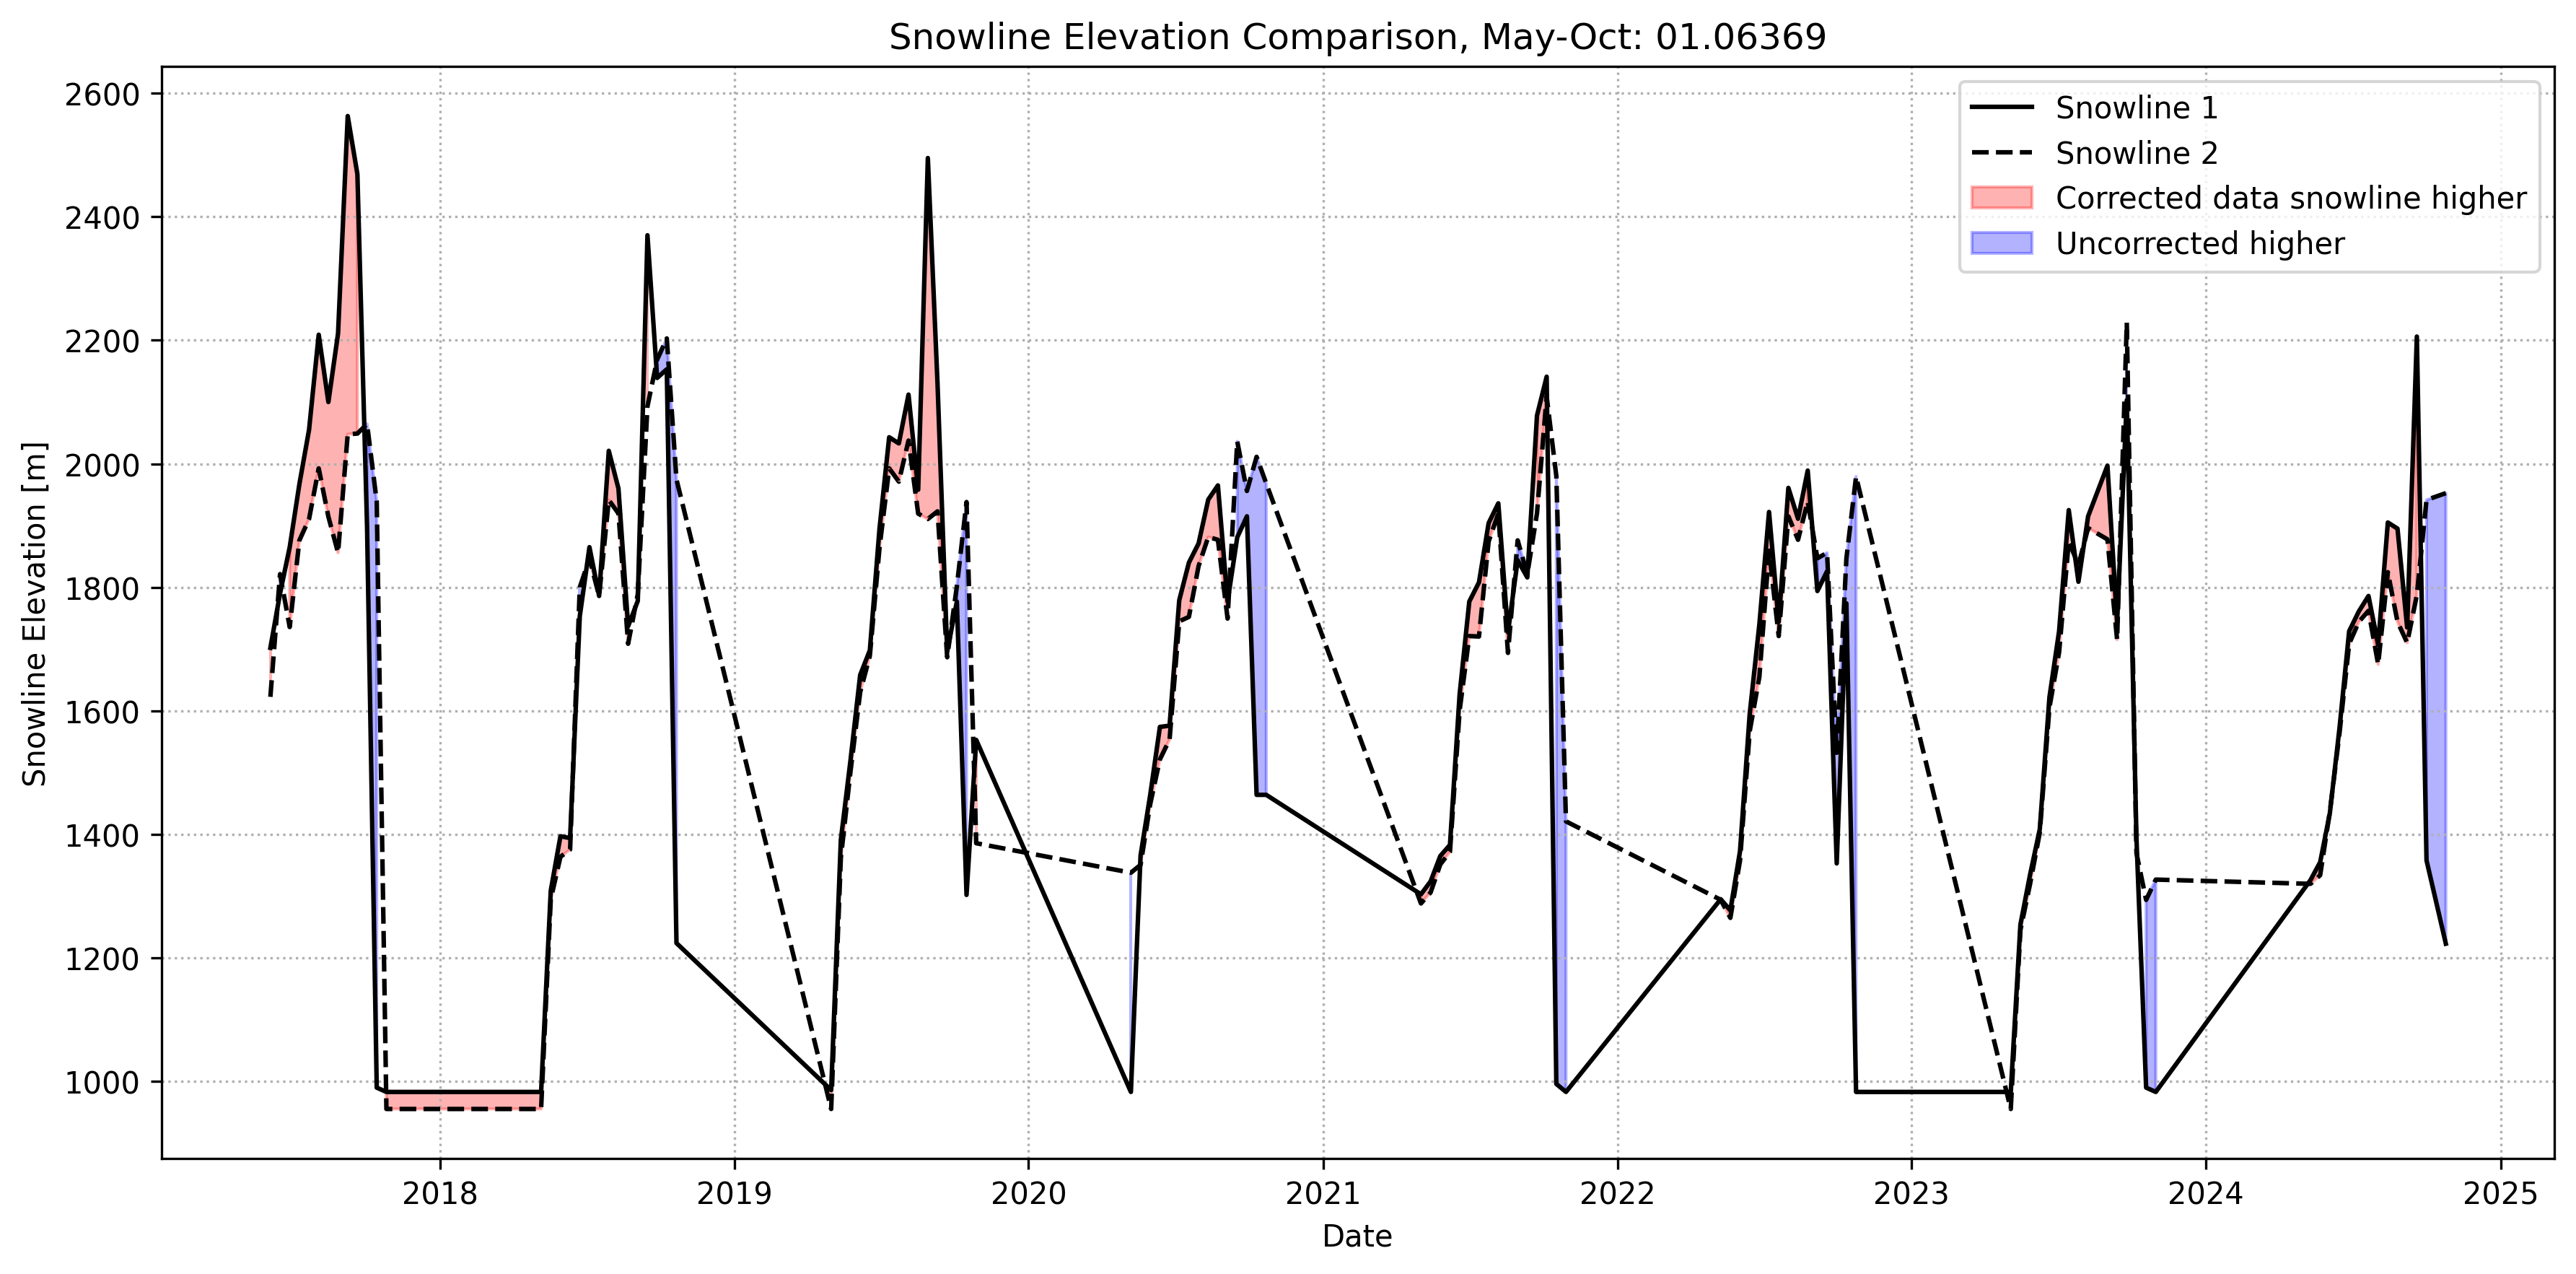 Snowline Elevation Comparison, May-Oct: 01.06369
Snowline Elevation [m]
2600
2400
2200
2000
1800
1600
1400
1200
1000
Snowline 1
Snowline 2
Corrected data snowline higher
Uncorrected higher
2018 2019 2020 2021 2022 2023 2024 2025
Date